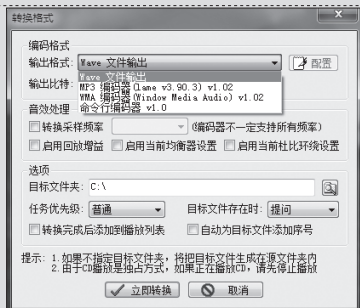 转换格式
编码格式
输出格式: Wave 文件输出 配置
Wave 文件输出
输出比特: MP3 编码器(Lame v3.90.3) v1.02
WMA 编码器(Window Media Audio) v1.02
命令行编码器 v1.0
音效处理
转换采样频率 (编码器不一定支持所有频率)
启用回放增益 启用当前均衡器设置 启用当前杜比环绕设置
选项
目标文件夹: C:\
任务优先级: 普通 目标文件存在时: 提问
转换完成后添加到播放列表 自动为目标文件添加序号
提示: 1.如果不指定目标文件夹，将把目标文件生成在源文件夹内
2.由于CD播放是独占方式，如果正在播放CD，请先停止播放
立即转换 取消